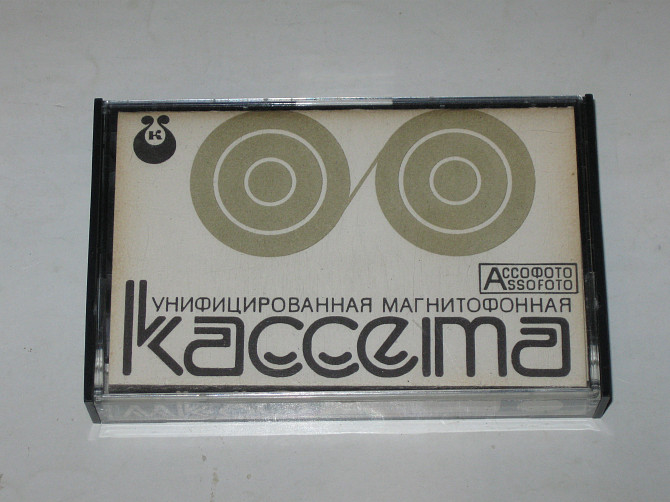 К
АССОФОТО
ASSOFOTO
УНИФИЦИРОВАННАЯ МАГНИТОФОННАЯ
кассета